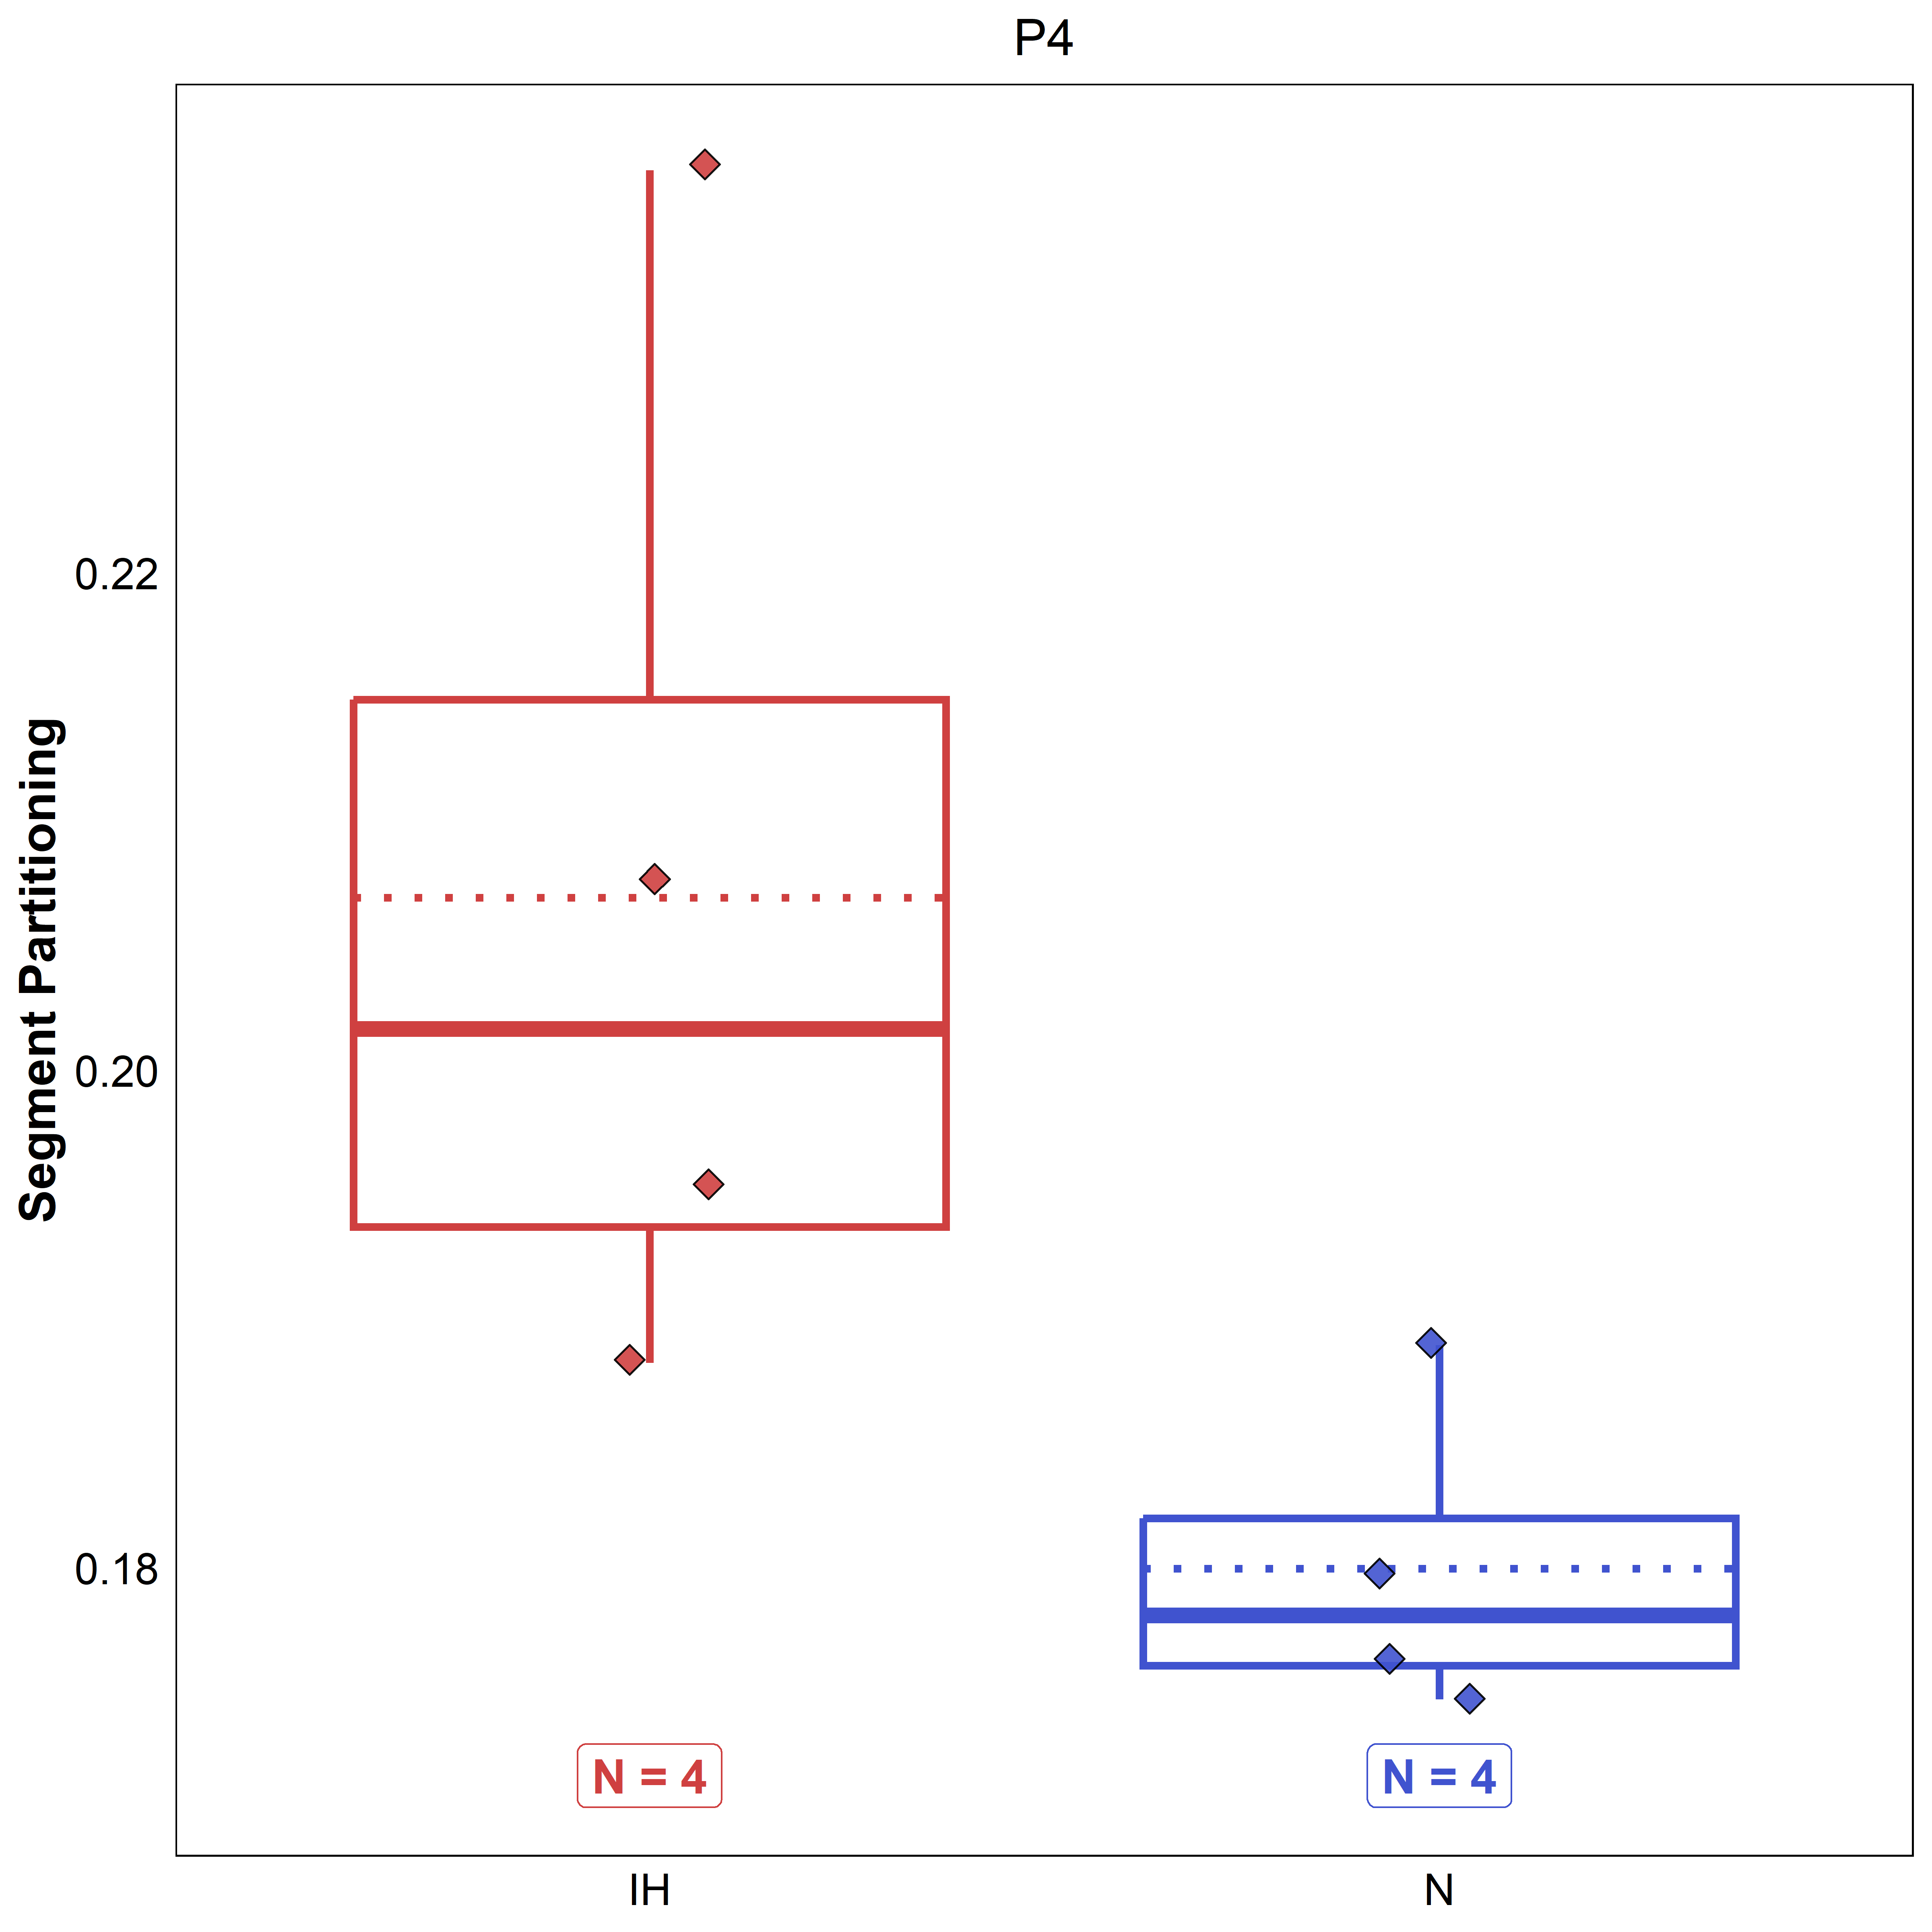 P4
Segment Partitioning
0.22
0.20
0.18
N = 4
N = 4
IH
N